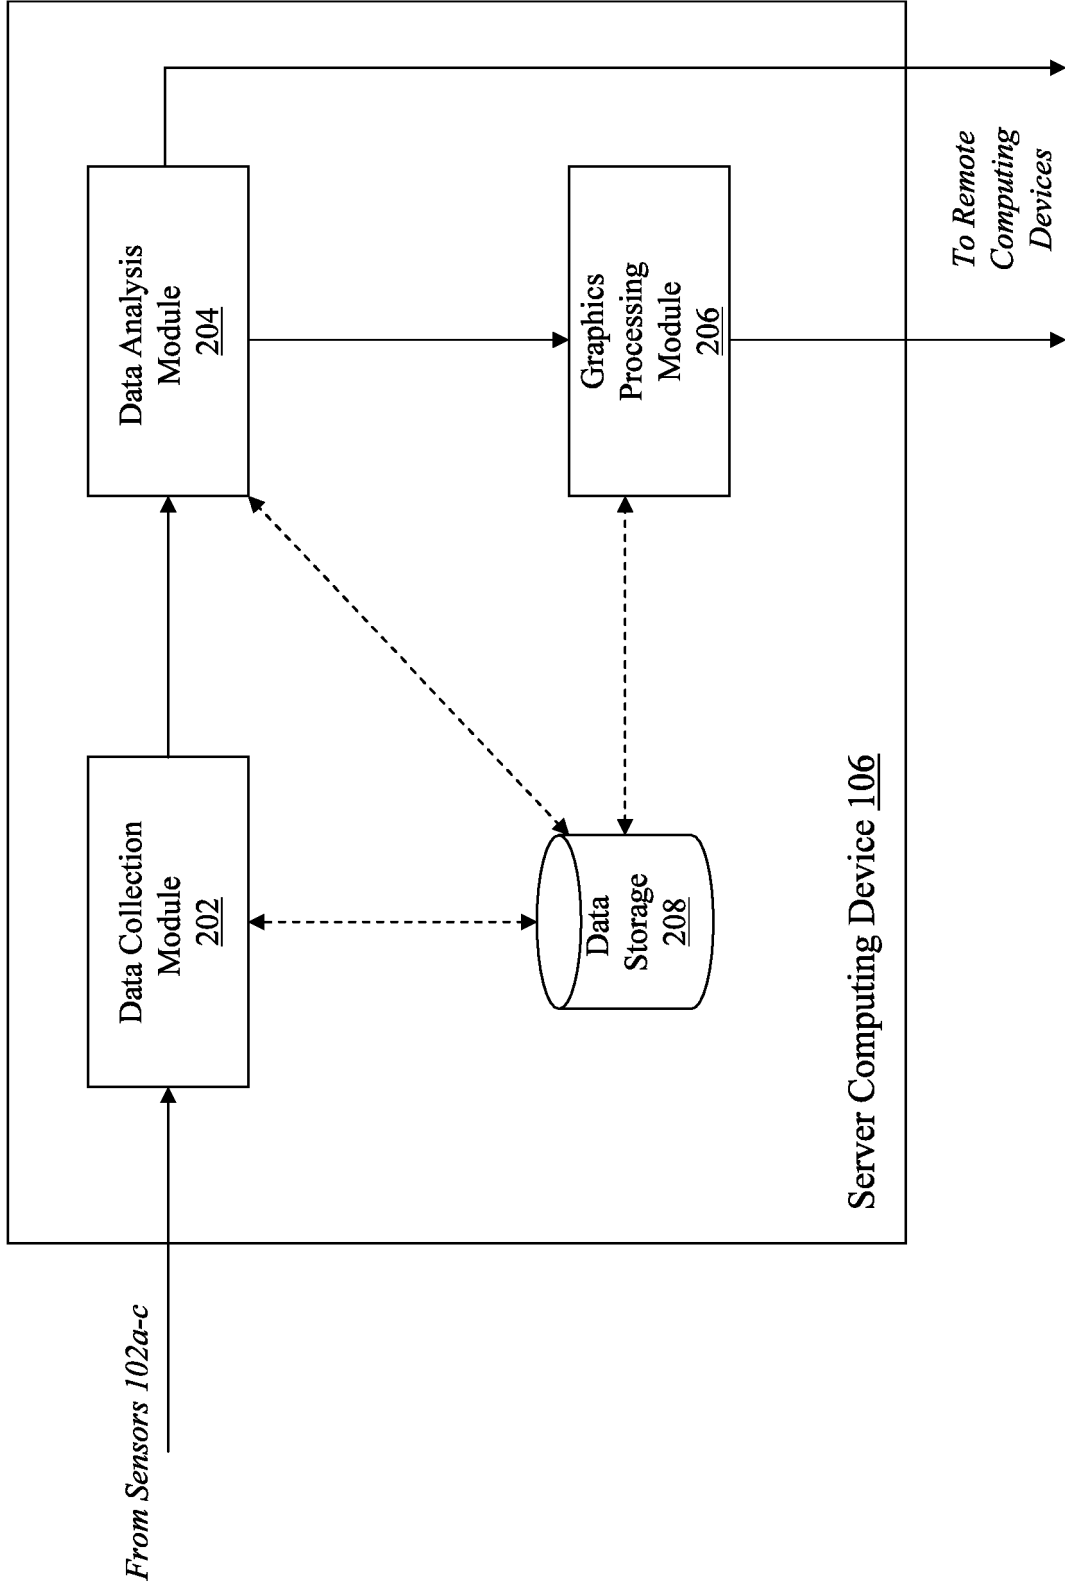 From Sensors 102a-c
Data Collection
Module
202
Data Analysis
Module
204
Data
Storage
208
Graphics
Processing
Module
206
Server Computing Device 106
To Remote
Computing
Devices